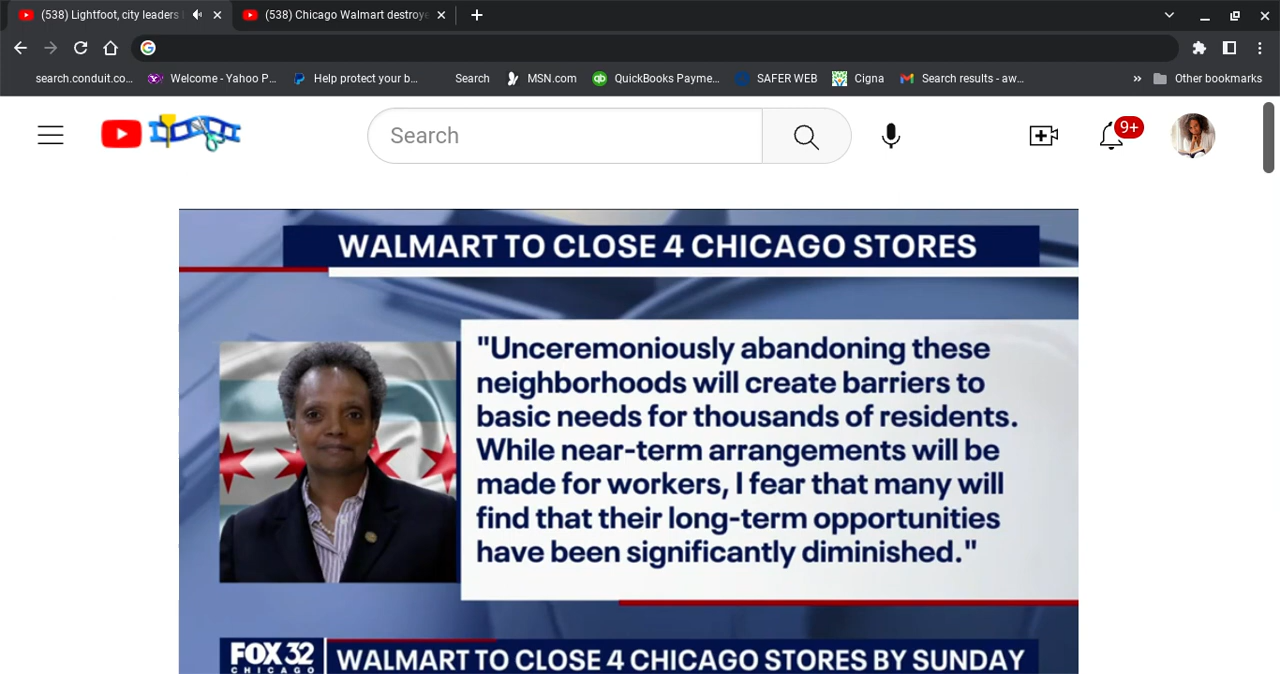 (538) Lightfoot, city leaders
(538) Chicago Walmart destroye
search.conduit.co...
Welcome - Yahoo P...
Help protect your b...
Search
MSN.com
QuickBooks Payme...
SAFER WEB
Cigna
Search results - aw...
»
Other bookmarks
Search
9+
WALMART TO CLOSE 4 CHICAGO STORES
"Unceremoniously abandoning these
neighborhoods will create barriers to
basic needs for thousands of residents.
While near-term arrangements will be
made for workers, I fear that many will
find that their long-term opportunities
have been significantly diminished."
FOX 32
CHICAGO
WALMART TO CLOSE 4 CHICAGO STORES BY SUNDAY